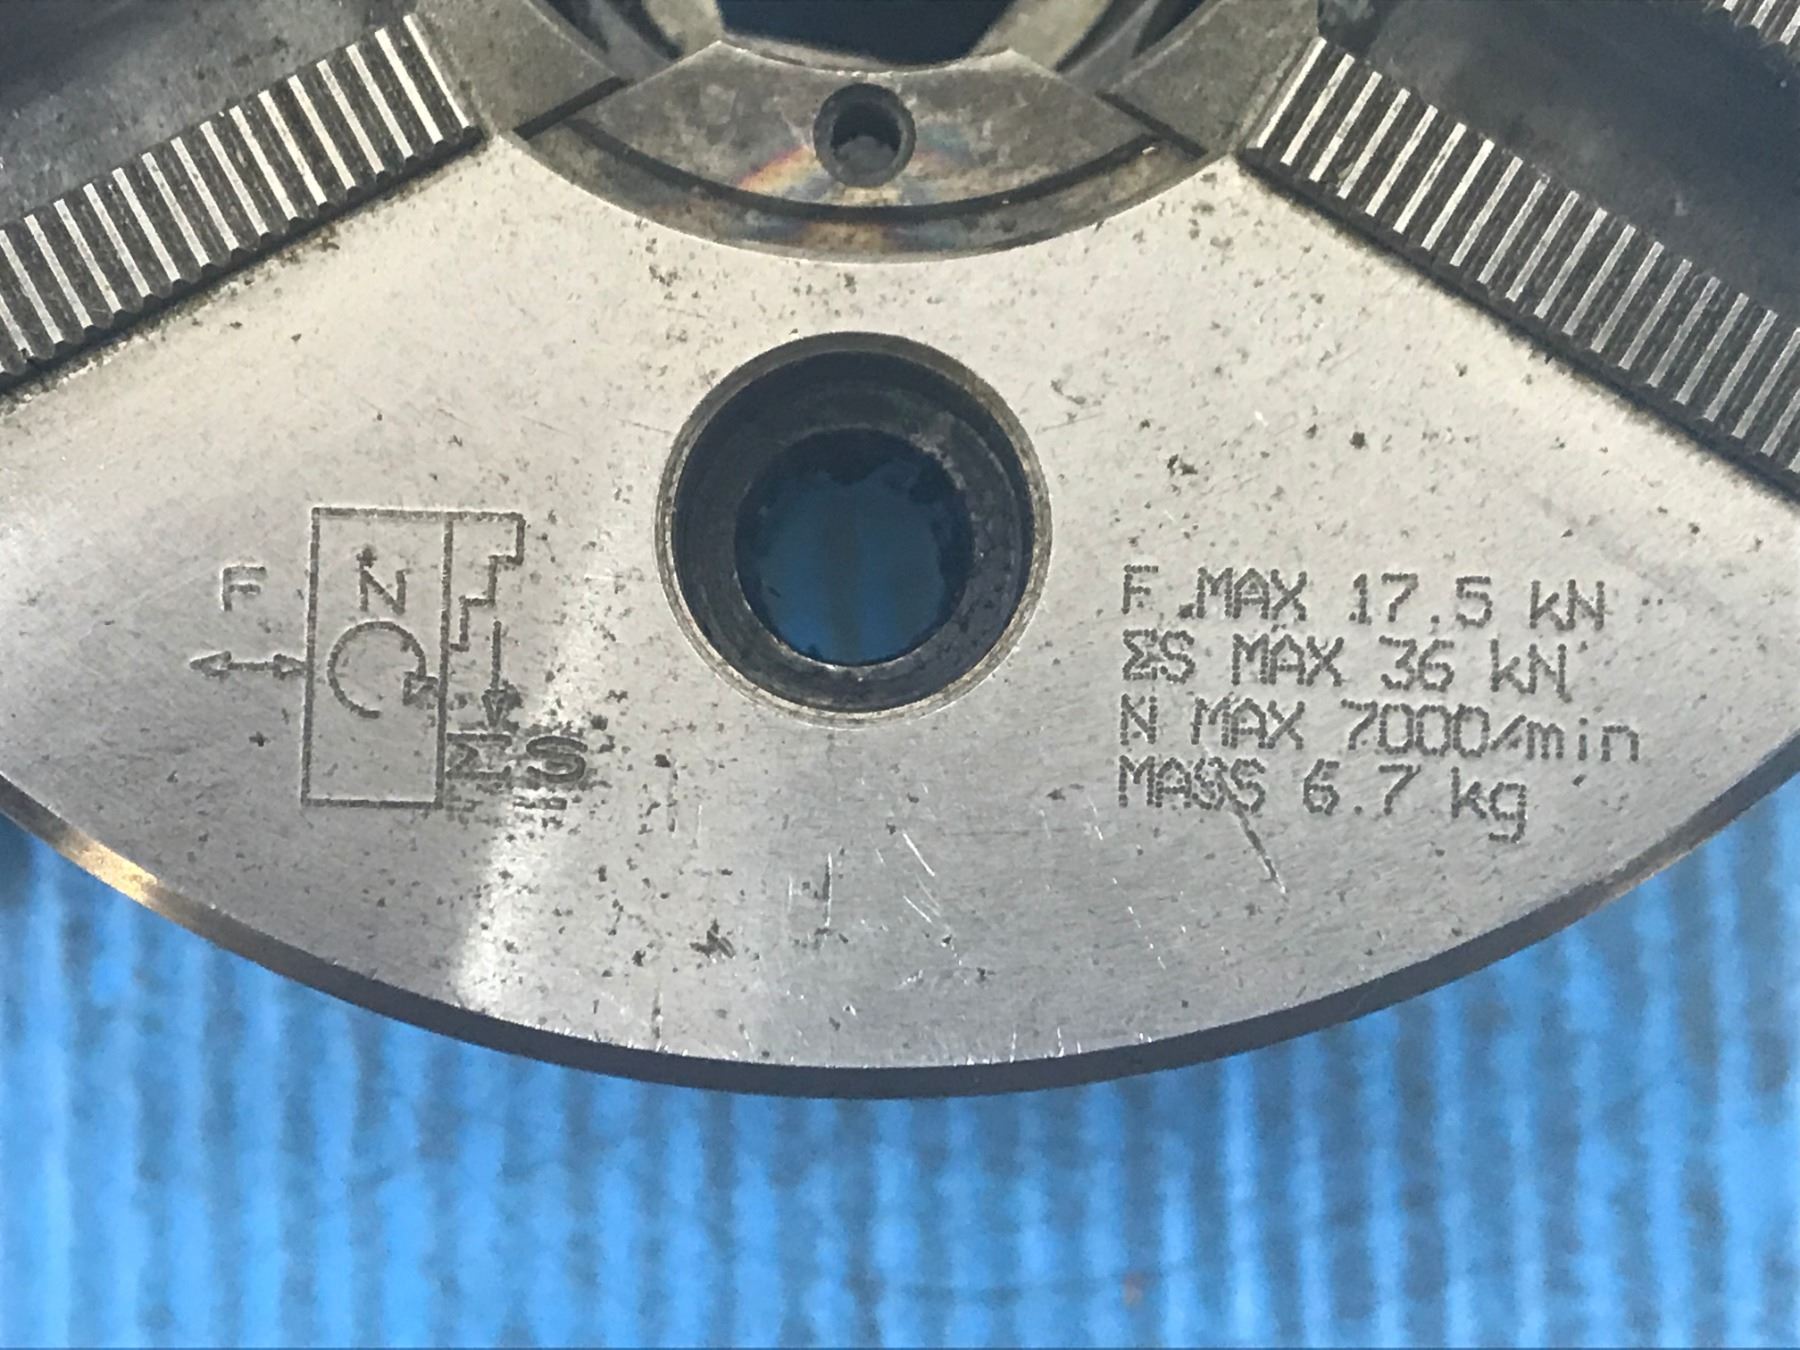 F
N
ΣS
F.MAX 17.5 kN
ΣS MAX 36 kN
N MAX 7000/min
MASS 6.7 kg